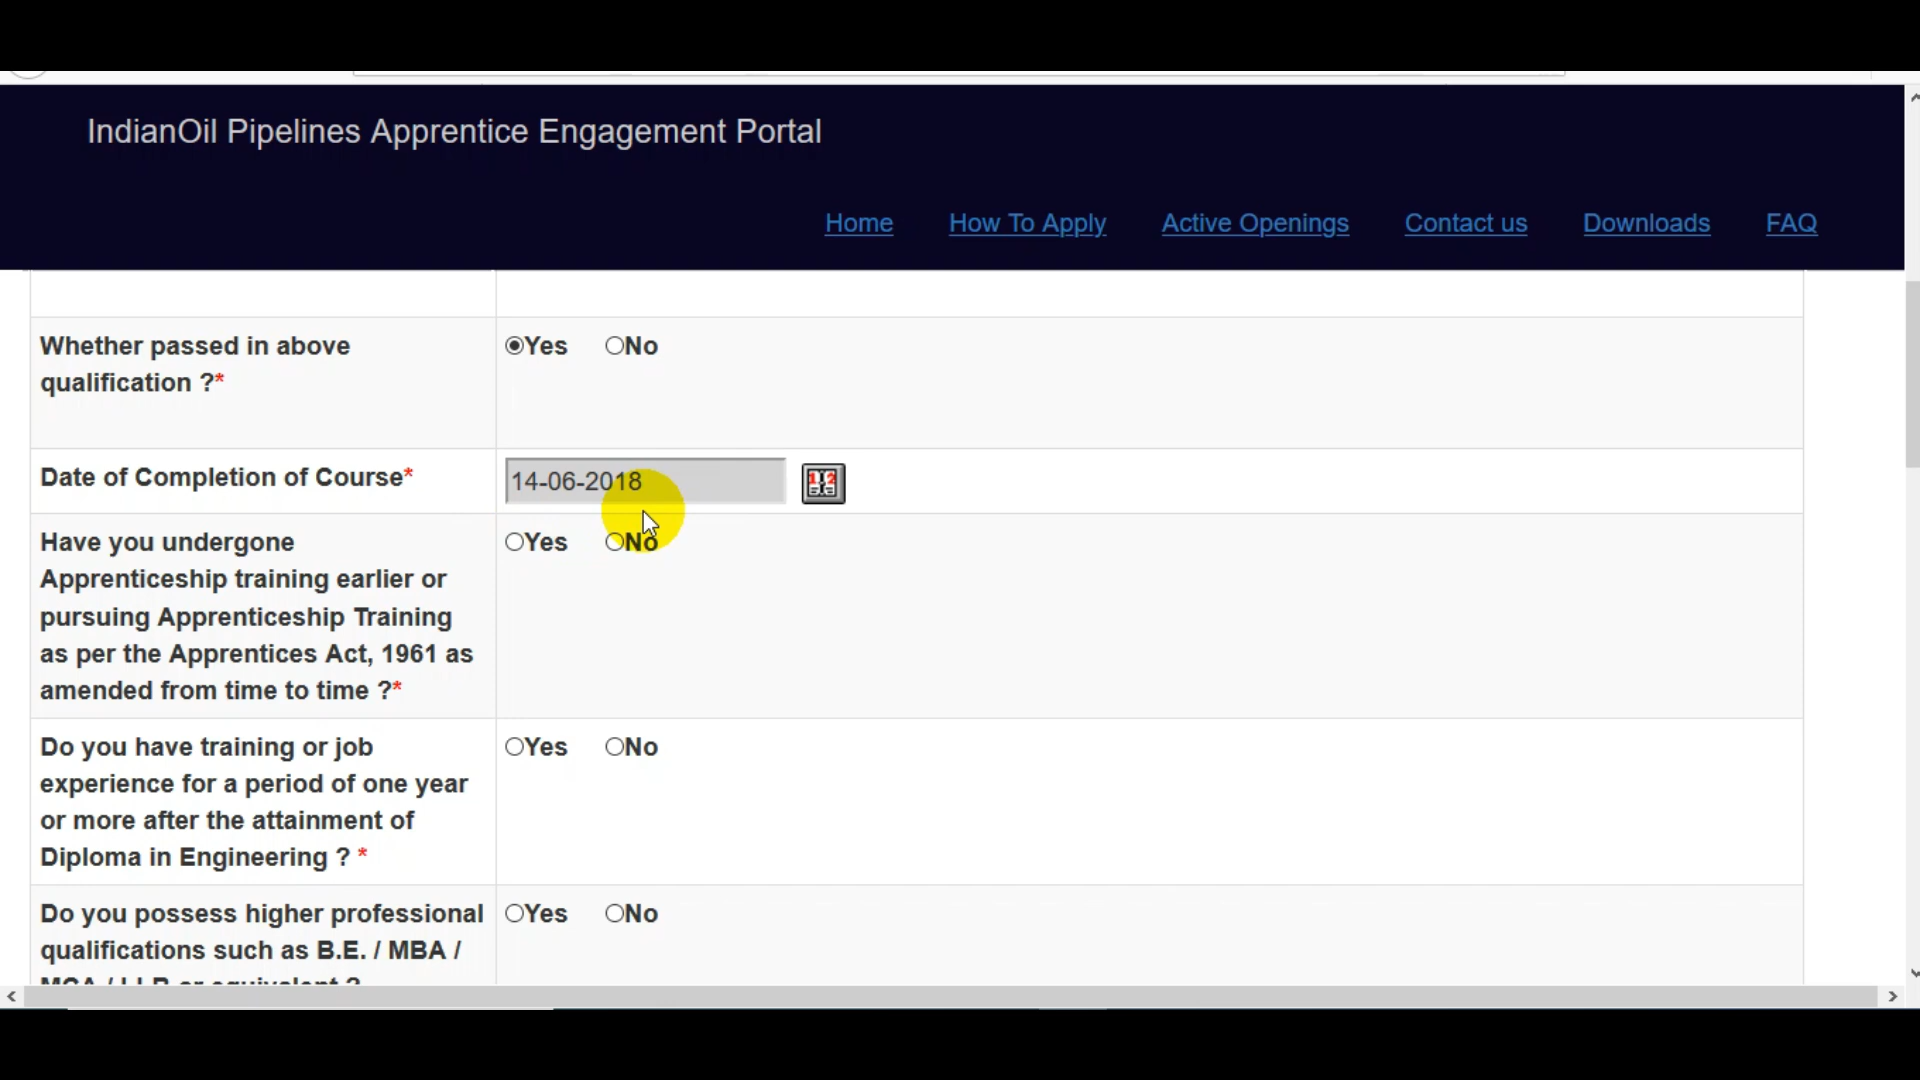 IndianOil Pipelines Apprentice Engagement Portal
Home How To Apply Active Openings Contact us Downloads FAQ
Whether passed in above qualification ?* Yes No
Date of Completion of Course* 14-06-2018
Have you undergone Yes No
Apprenticeship training earlier or
pursuing Apprenticeship Training
as per the Apprentices Act, 1961 as
amended from time to time ?*
Do you have training or job Yes No
experience for a period of one year
or more after the attainment of
Diploma in Engineering ? *
Do you possess higher professional Yes No
qualifications such as B.E. / MBA /
MCA / LLB or equivalent ?